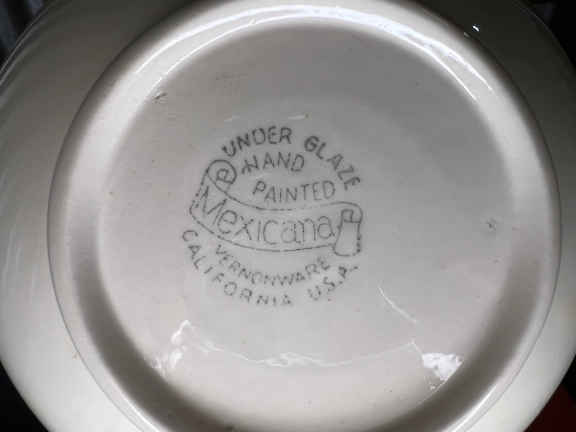 UNDER GLAZE
HAND
PAINTED
Mexicana
VERNONWARE
CALIFORNIA U.S.A.